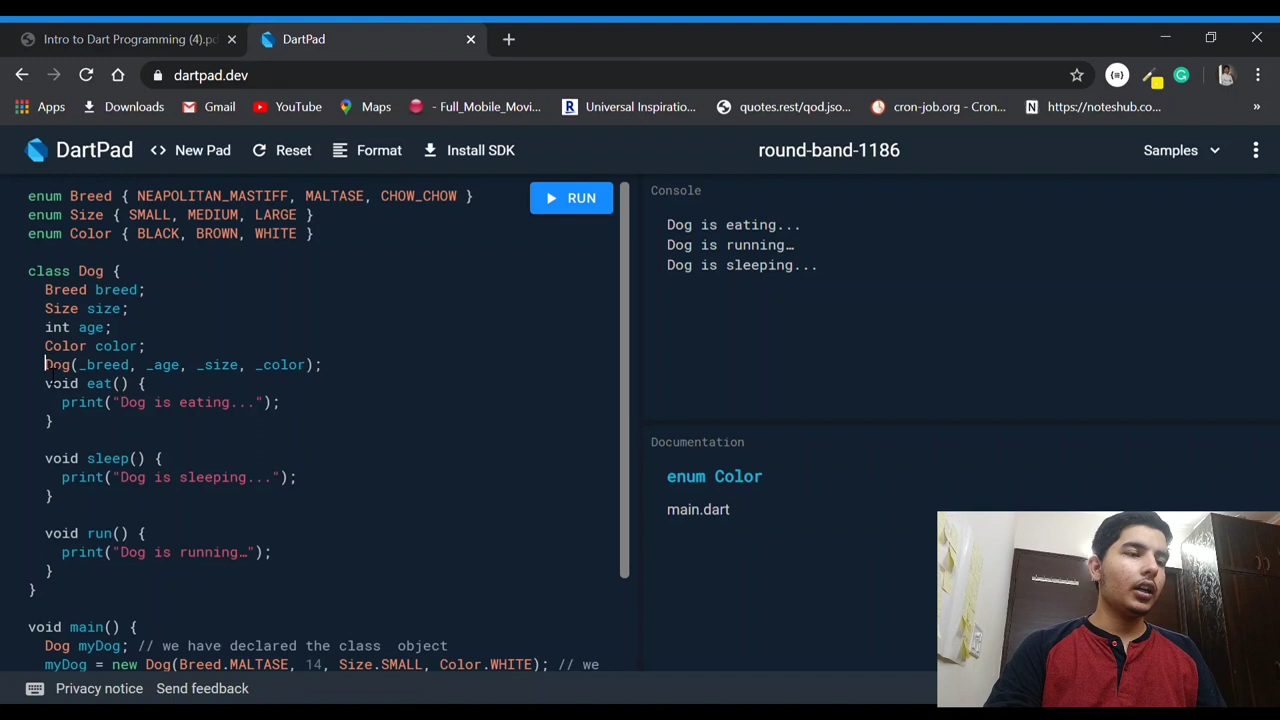 Intro to Dart Programming (4).pd
DartPad
dartpad.dev
Apps
Downloads
Gmail
YouTube
Maps
- Full_Mobile_Movi...
Universal Inspiratio...
quotes.rest/qod.jso...
cron-job.org - Cron...
https://noteshub.co...
»
DartPad
<> New Pad
Reset
Format
Install SDK
round-band-1186
Samples
enum Breed { NEAPOLITAN_MASTIFF, MALTASE, CHOW_CHOW }
enum Size { SMALL, MEDIUM, LARGE }
enum Color { BLACK, BROWN, WHITE }
class Dog {
Breed breed;
Size size;
int age;
Color color;
Dog(_breed, _age, _size, _color);
void eat() {
print("Dog is eating...");
}
void sleep() {
print("Dog is sleeping...");
}
void run() {
print("Dog is running…");
}
}
void main() {
Dog myDog; // we have declared the class  object
myDog = new Dog(Breed.MALTASE, 14, Size.SMALL, Color.WHITE); // we
RUN
Console
Dog is eating...
Dog is running…
Dog is sleeping...
Documentation
enum Color
main.dart
Privacy notice
Send feedback